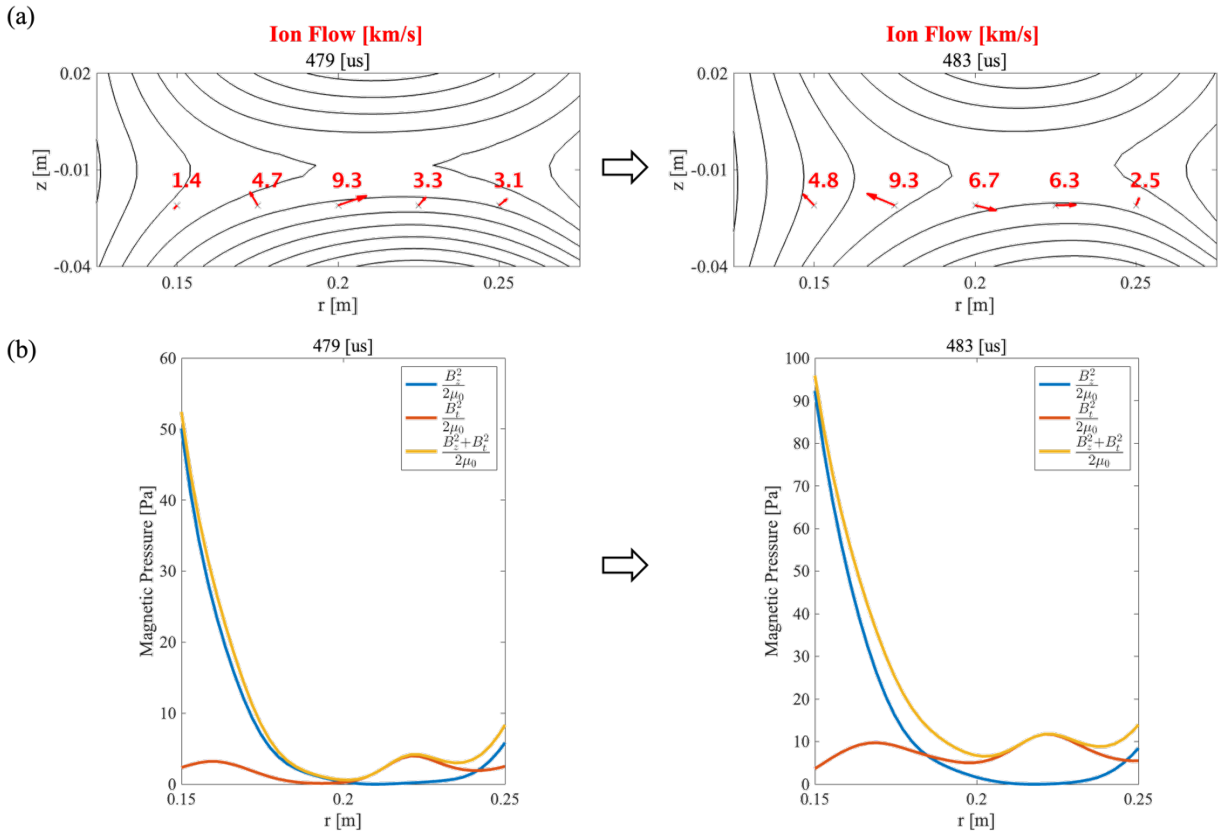 (a)
Ion Flow [km/s]
479 [us]
0.02
-0.01
-0.04
z [m]
1.4 4.7 9.3 3.3 3.1
0.15 0.2 0.25
r [m]
Ion Flow [km/s]
483 [us]
0.02
-0.01
-0.04
z [m]
4.8 9.3 6.7 6.3 2.5
0.15 0.2 0.25
r [m]
(b)
479 [us]
60
50
40
30
20
10
0
Magnetic Pressure [Pa]
B_z^2/2μ_0
B_t^2/2μ_0
B_z^2+B_t^2/2μ_0
0.15 0.2 0.25
r [m]
483 [us]
100
90
80
70
60
50
40
30
20
10
0
Magnetic Pressure [Pa]
B_z^2/2μ_0
B_t^2/2μ_0
B_z^2+B_t^2/2μ_0
0.15 0.2 0.25
r [m]